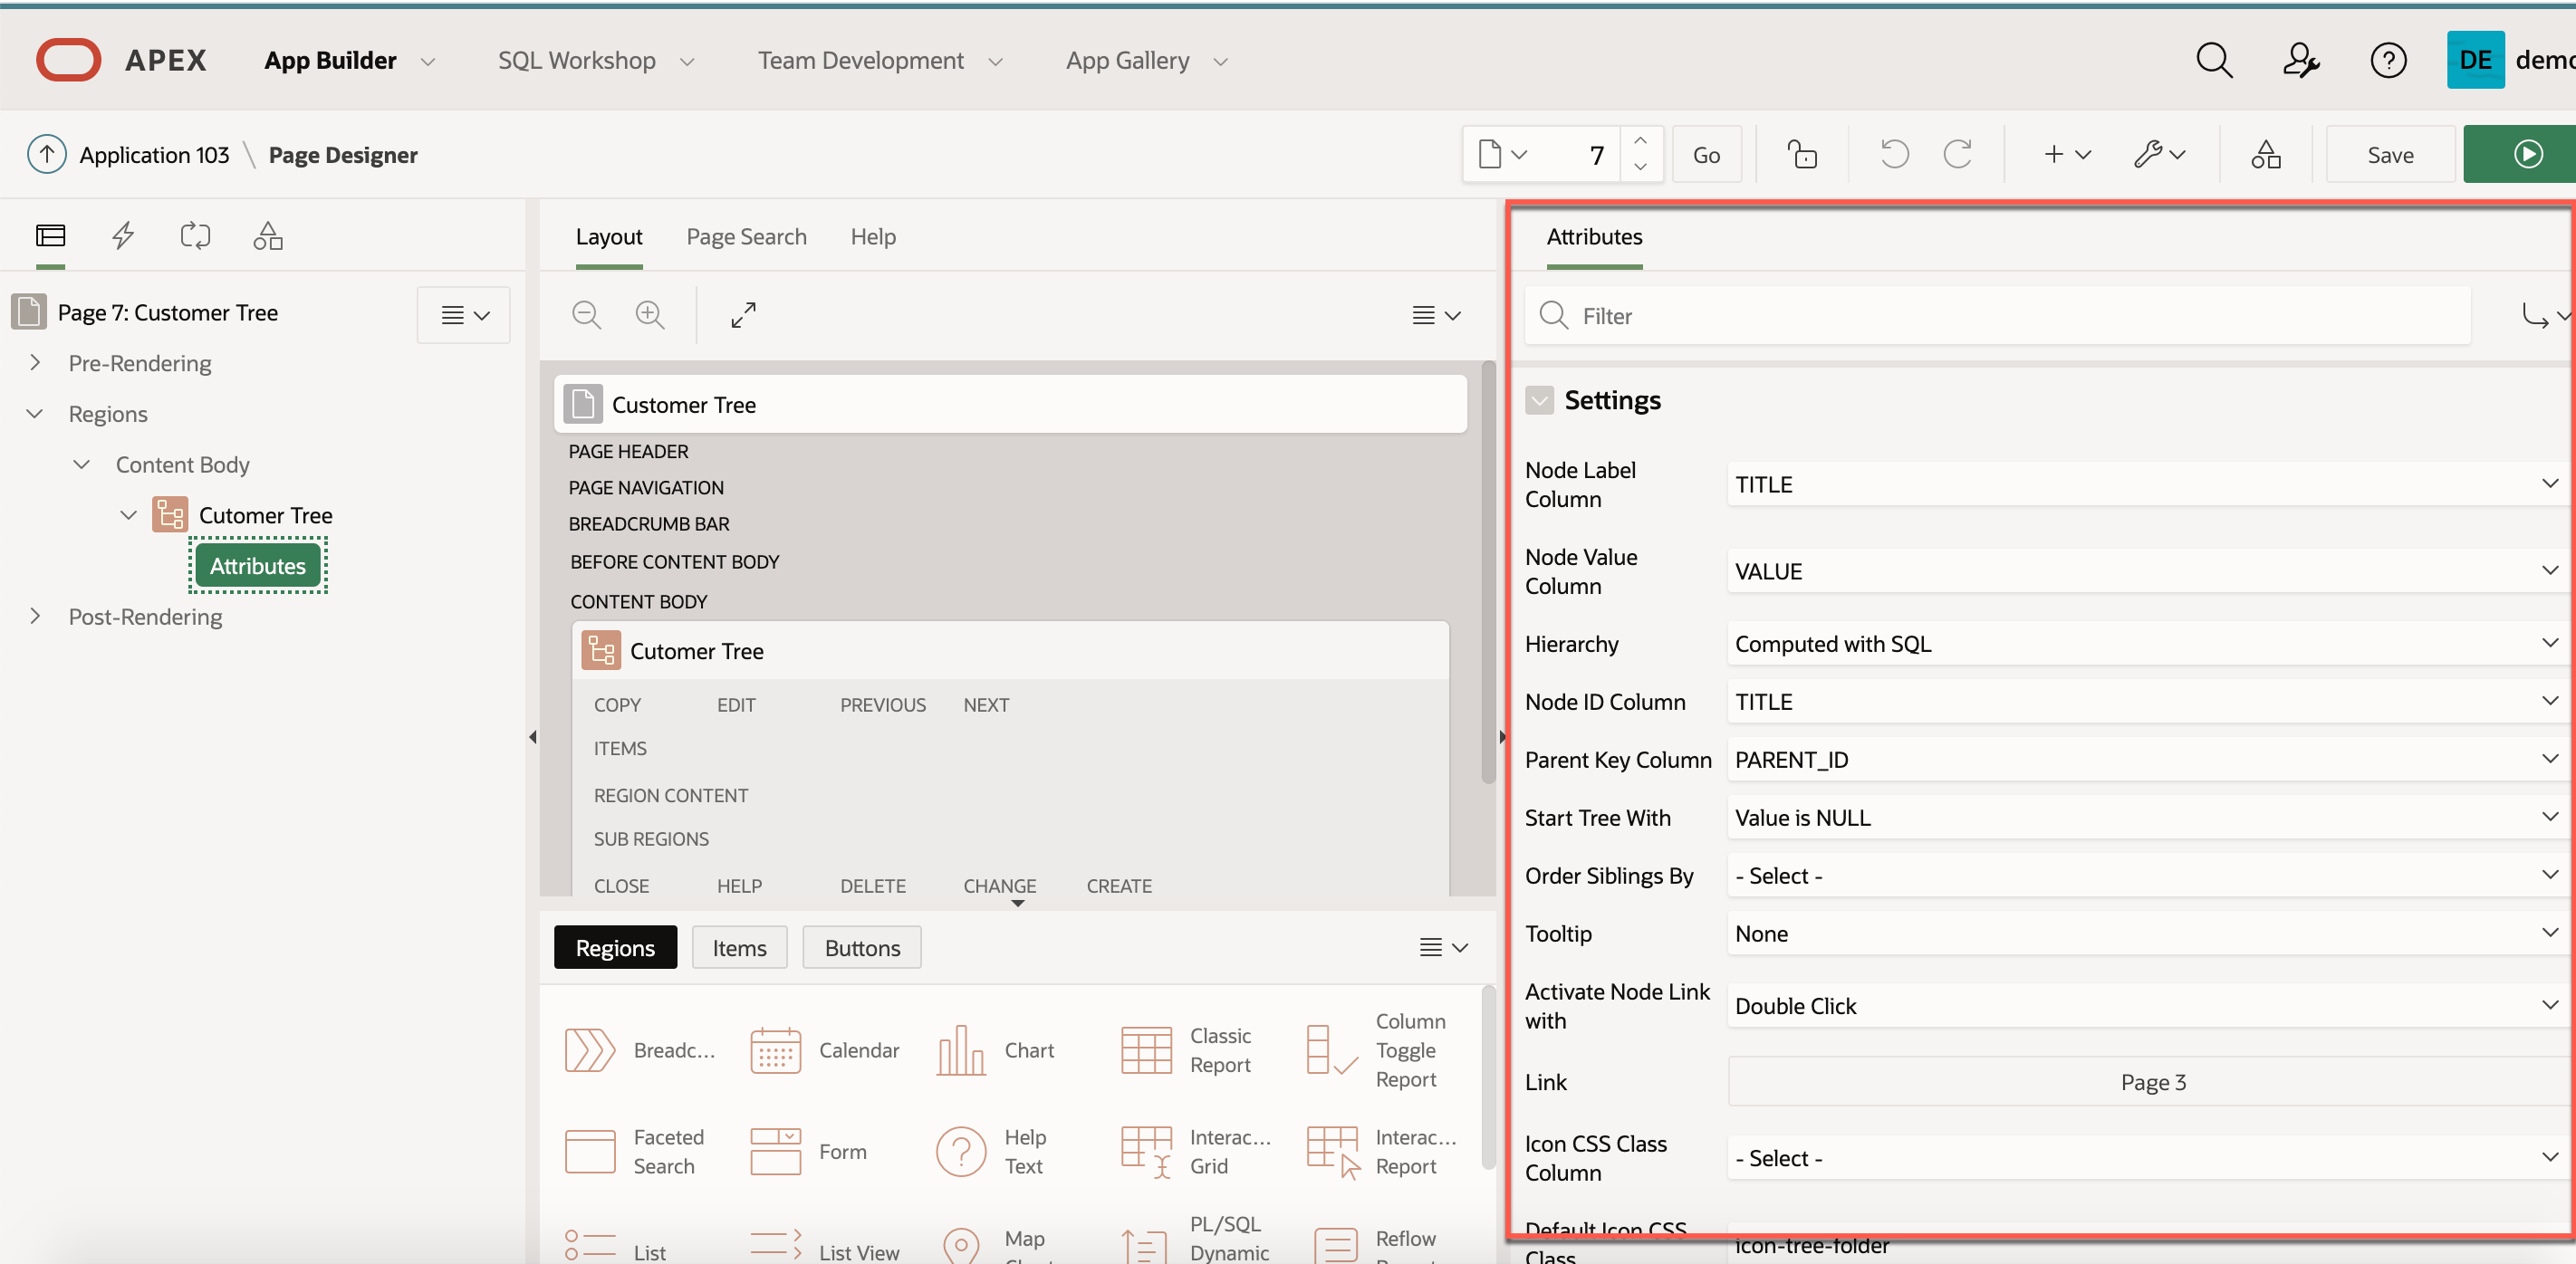 APEX App Builder SQL Workshop Team Development App Gallery DE demo
Application 103 \ Page Designer 7 Go Save
Page 7: Customer Tree
Pre-Rendering
Regions
Content Body
Cutomer Tree
Attributes
Post-Rendering
Layout Page Search Help
Customer Tree
PAGE HEADER
PAGE NAVIGATION
BREADCRUMB BAR
BEFORE CONTENT BODY
CONTENT BODY
Cutomer Tree
COPY EDIT PREVIOUS NEXT
ITEMS
REGION CONTENT
SUB REGIONS
CLOSE HELP DELETE CHANGE CREATE
Regions Items Buttons
Breadc...
Calendar
Chart
Classic
Report
Column
Toggle
Report
Faceted
Search
Form
Help
Text
Interac...
Grid
Interac...
Report
List
List View
Map
PL/SQL
Dynamic
Reflow
Attributes
Filter
Settings
Node Label
Column
TITLE
Node Value
Column
VALUE
Hierarchy Computed with SQL
Node ID Column TITLE
Parent Key Column PARENT_ID
Start Tree With Value is NULL
Order Siblings By - Select -
Tooltip None
Activate Node Link
with
Double Click
Link Page 3
Icon CSS Class
Column
- Select -
Default Icon CSS
Class
icon-tree-folder